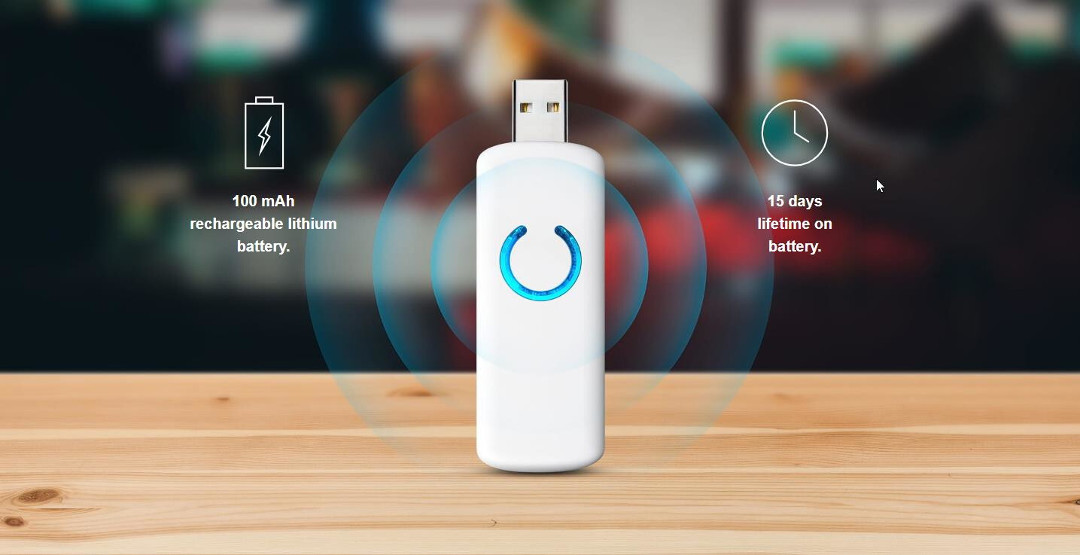 100 mAh
rechargeable lithium
battery.
15 days
lifetime on
battery.